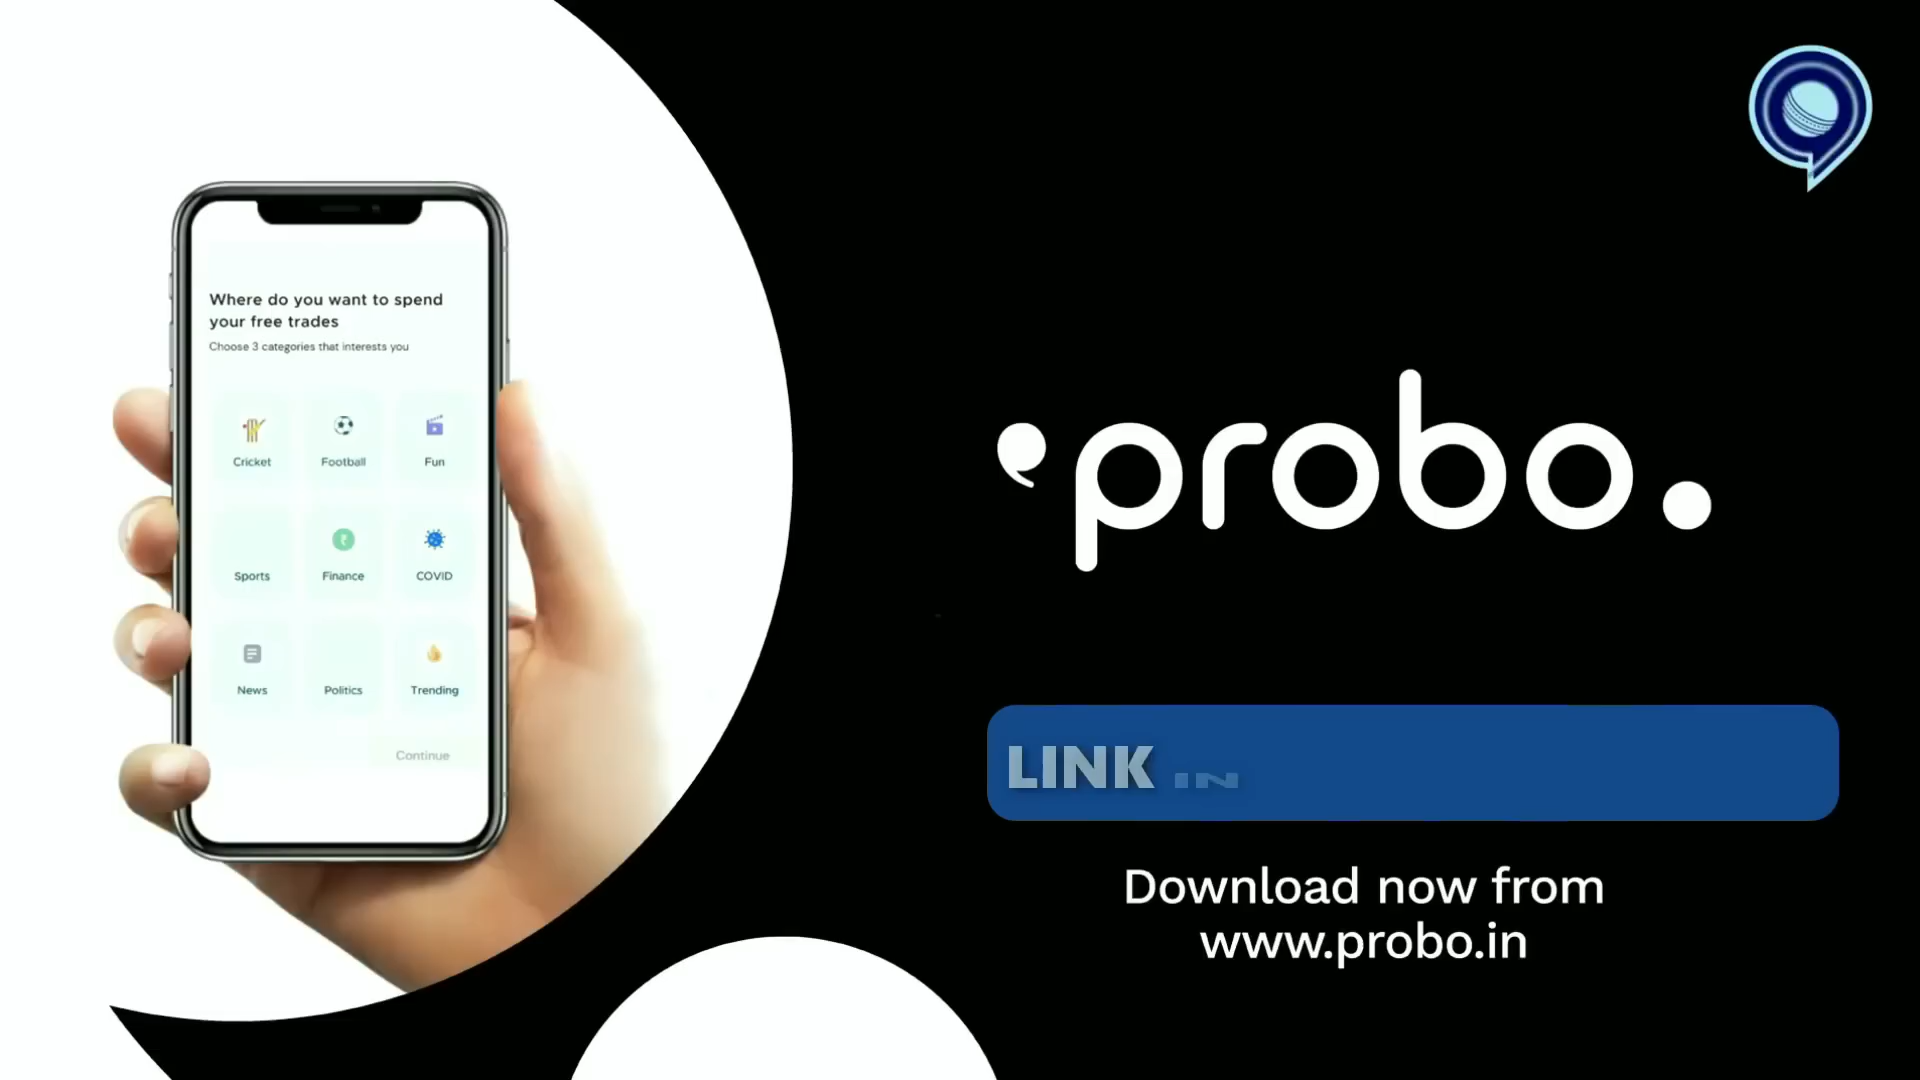 Where do you want to spend
your free trades
Choose 3 categories that interests you
Cricket Football Fun
Sports Finance COVID
News Politics Trending
Continue
probo.
LINK IN
Download now from
www.probo.in